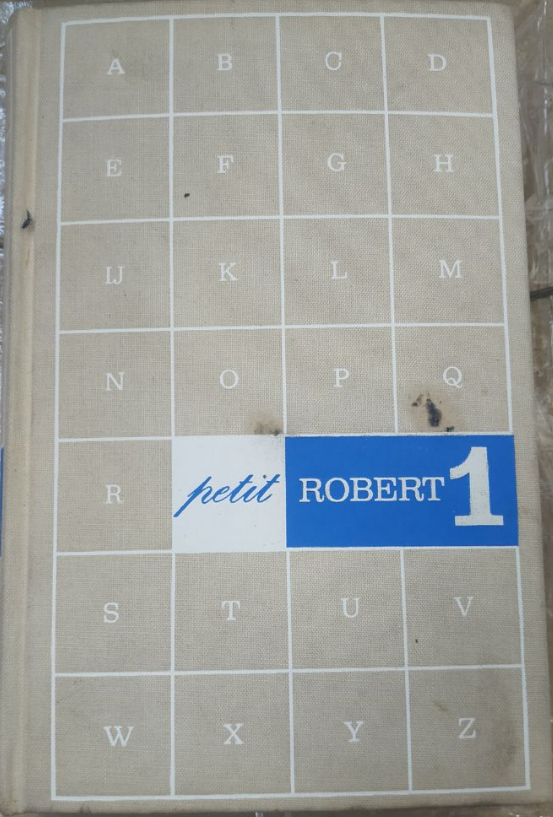 A B C D
E F G H
IJ K L M
N O P Q
R petit ROBERT 1
S T U V
W X Y Z